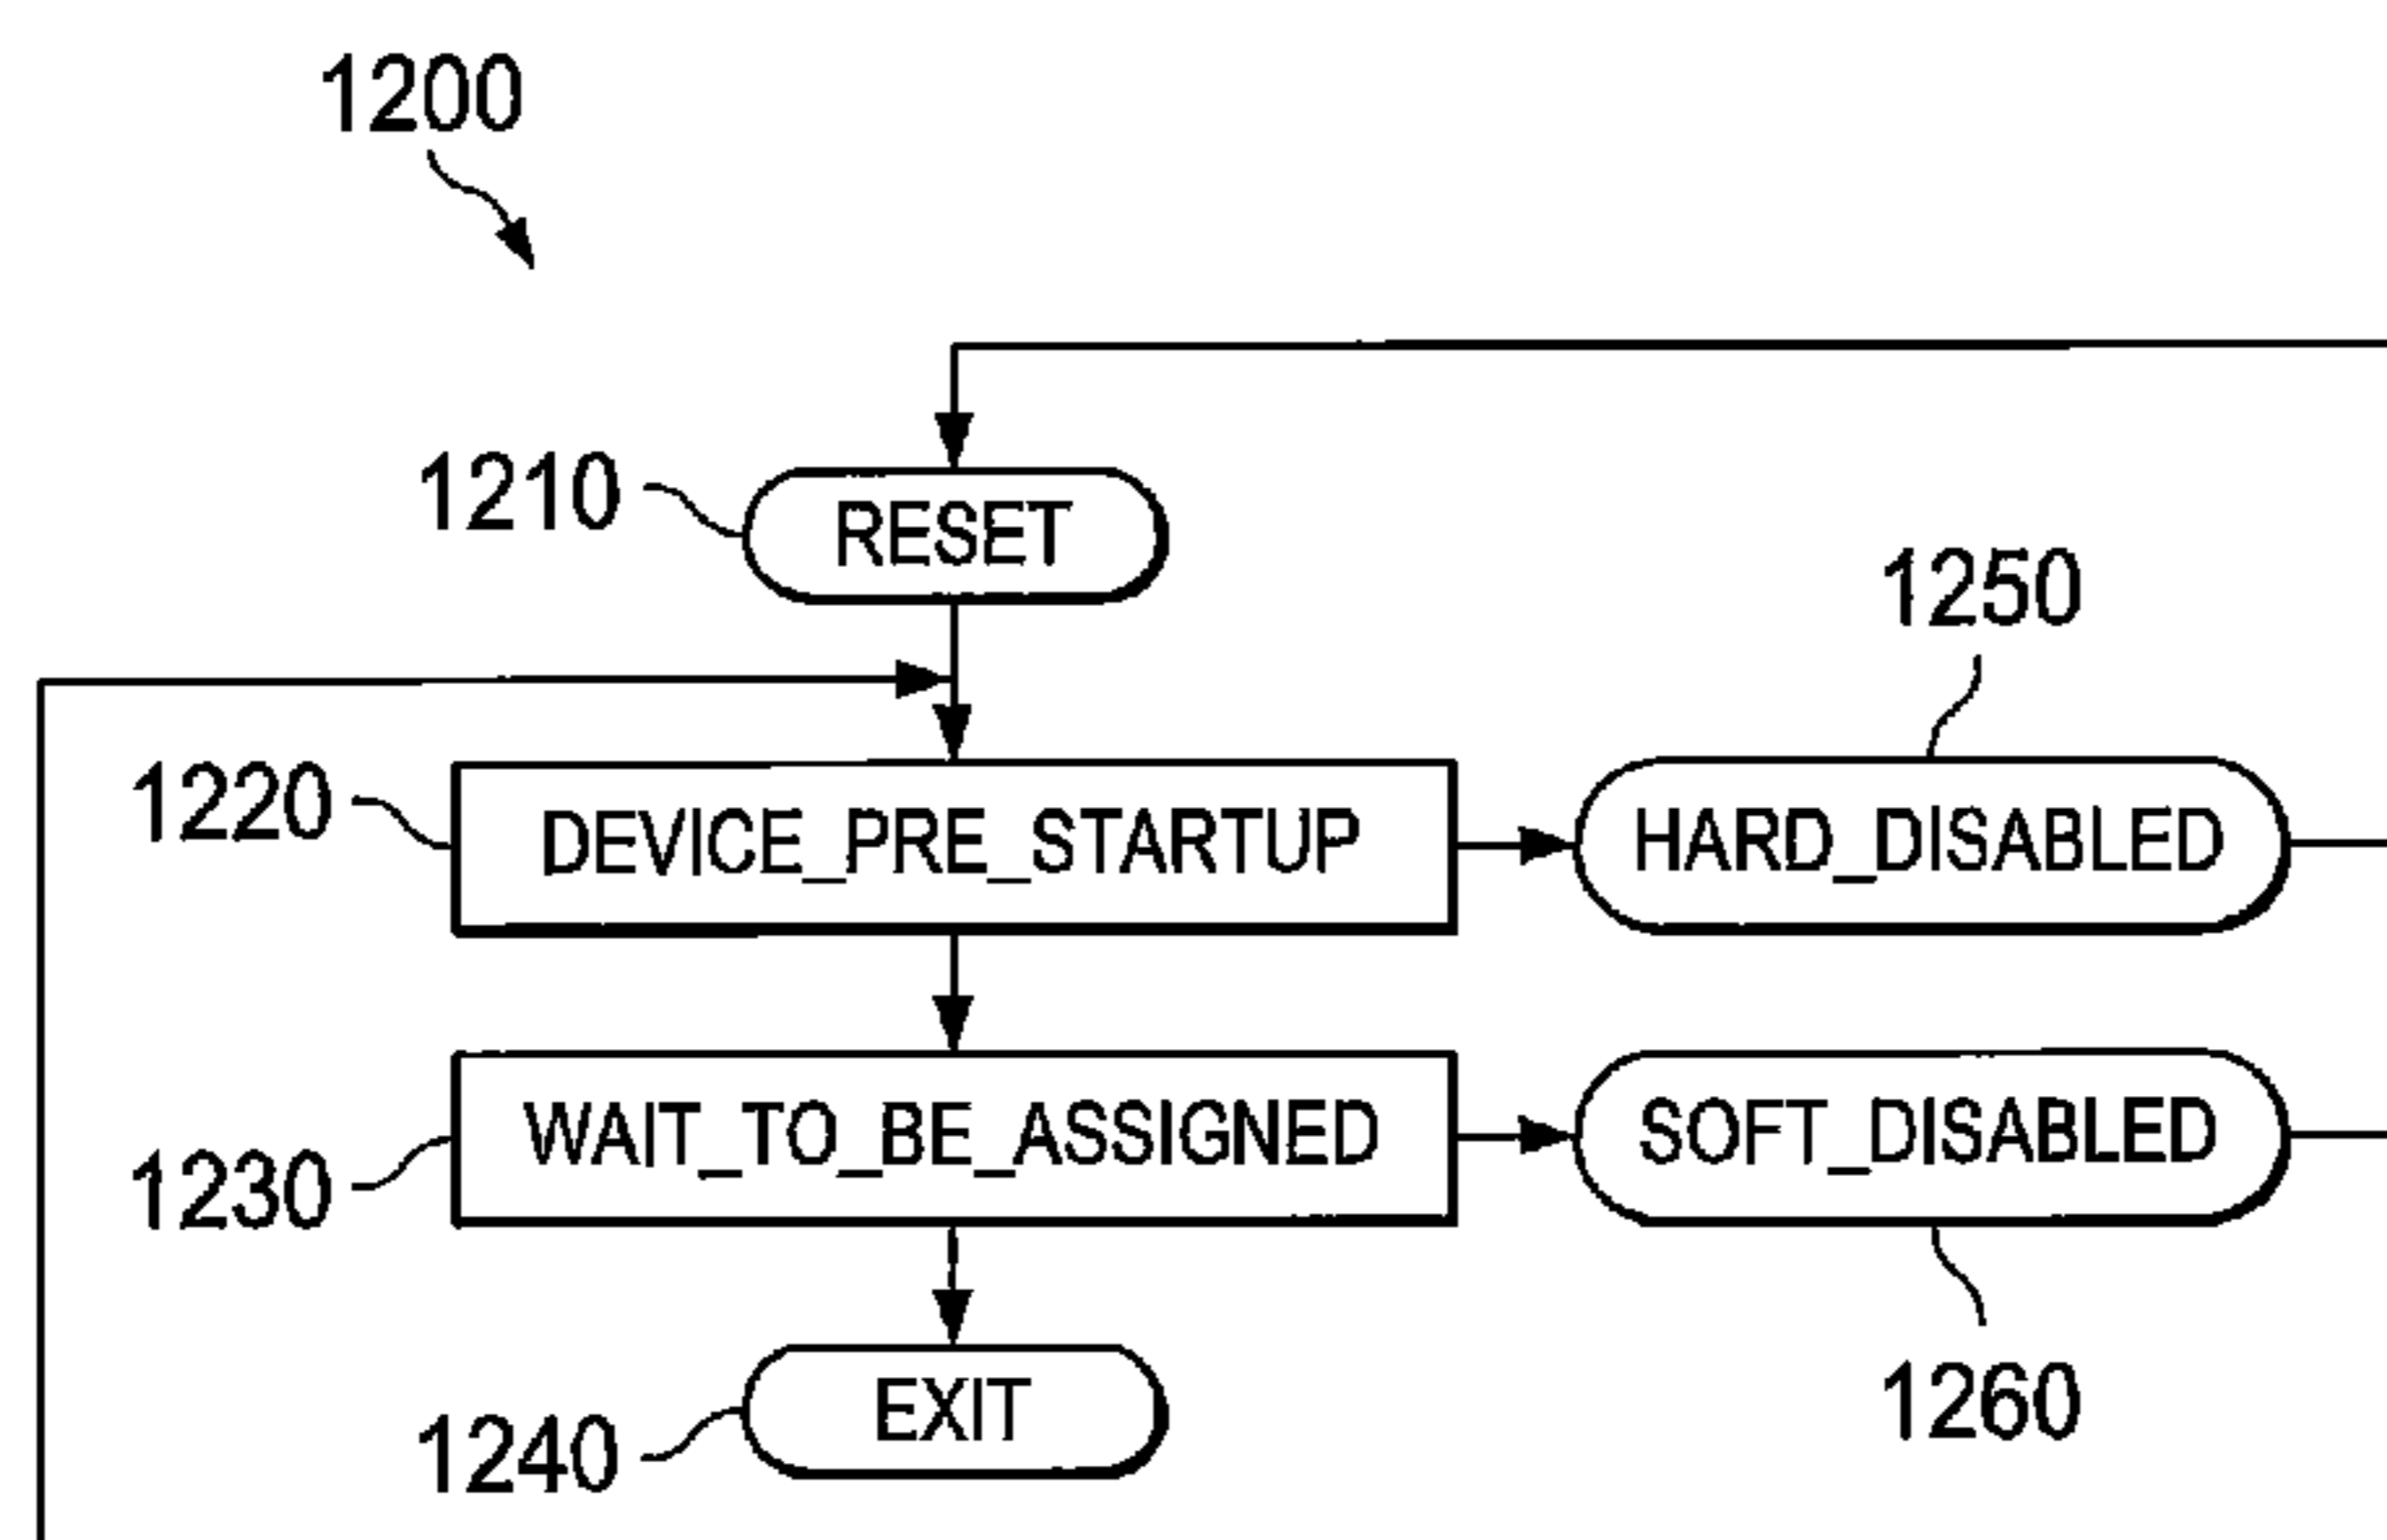 1200
1210
RESET
1250
1220
DEVICE_PRE_STARTUP
HARD_DISABLED
1230
WAIT_TO_BE_ASSIGNED
SOFT_DISABLED
1240
EXIT
1260